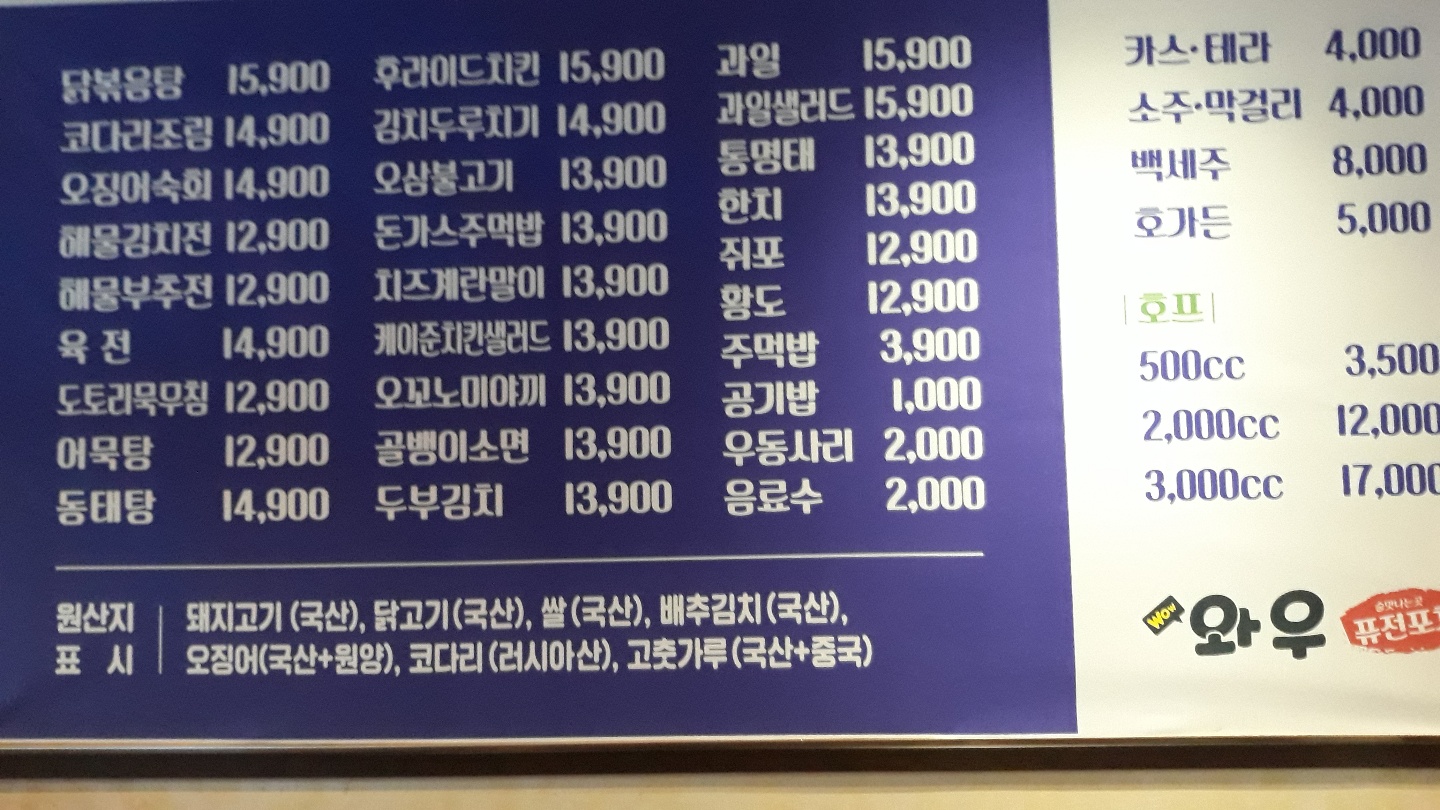 닭볶음탕 15,900
코다리조림 14,900
오징어숙회 14,900
해물김치전 12,900
해물부추전 12,900
육 전 14,900
도토리묵무침 12,900
어묵탕 12,900
동태탕 14,900
후라이드치킨 15,900
김치두루치기 14,900
오삼불고기 13,900
돈가스주먹밥 13,900
치즈계란말이 13,900
케이준치킨샐러드 13,900
오꼬노미야끼 13,900
골뱅이소면 13,900
두부김치 13,900
과일 15,900
과일샐러드 15,900
통명태 13,900
한치 13,900
쥐포 12,900
황도 12,900
주먹밥 3,900
공기밥 1,000
우동사리 2,000
음료수 2,000
원산지 표 시
돼지고기 (국산), 닭고기(국산), 쌀(국산), 배추김치(국산),
오징어(국산+원양), 코다리(러시아산), 고춧가루(국산+중국)
카스·테라 4,000
소주·막걸리 4,000
백세주 8,000
호가든 5,000
호프
500cc 3,500
2,000cc 12,000
3,000cc 17,000
WOW 와우
술맛나는곳
퓨전포